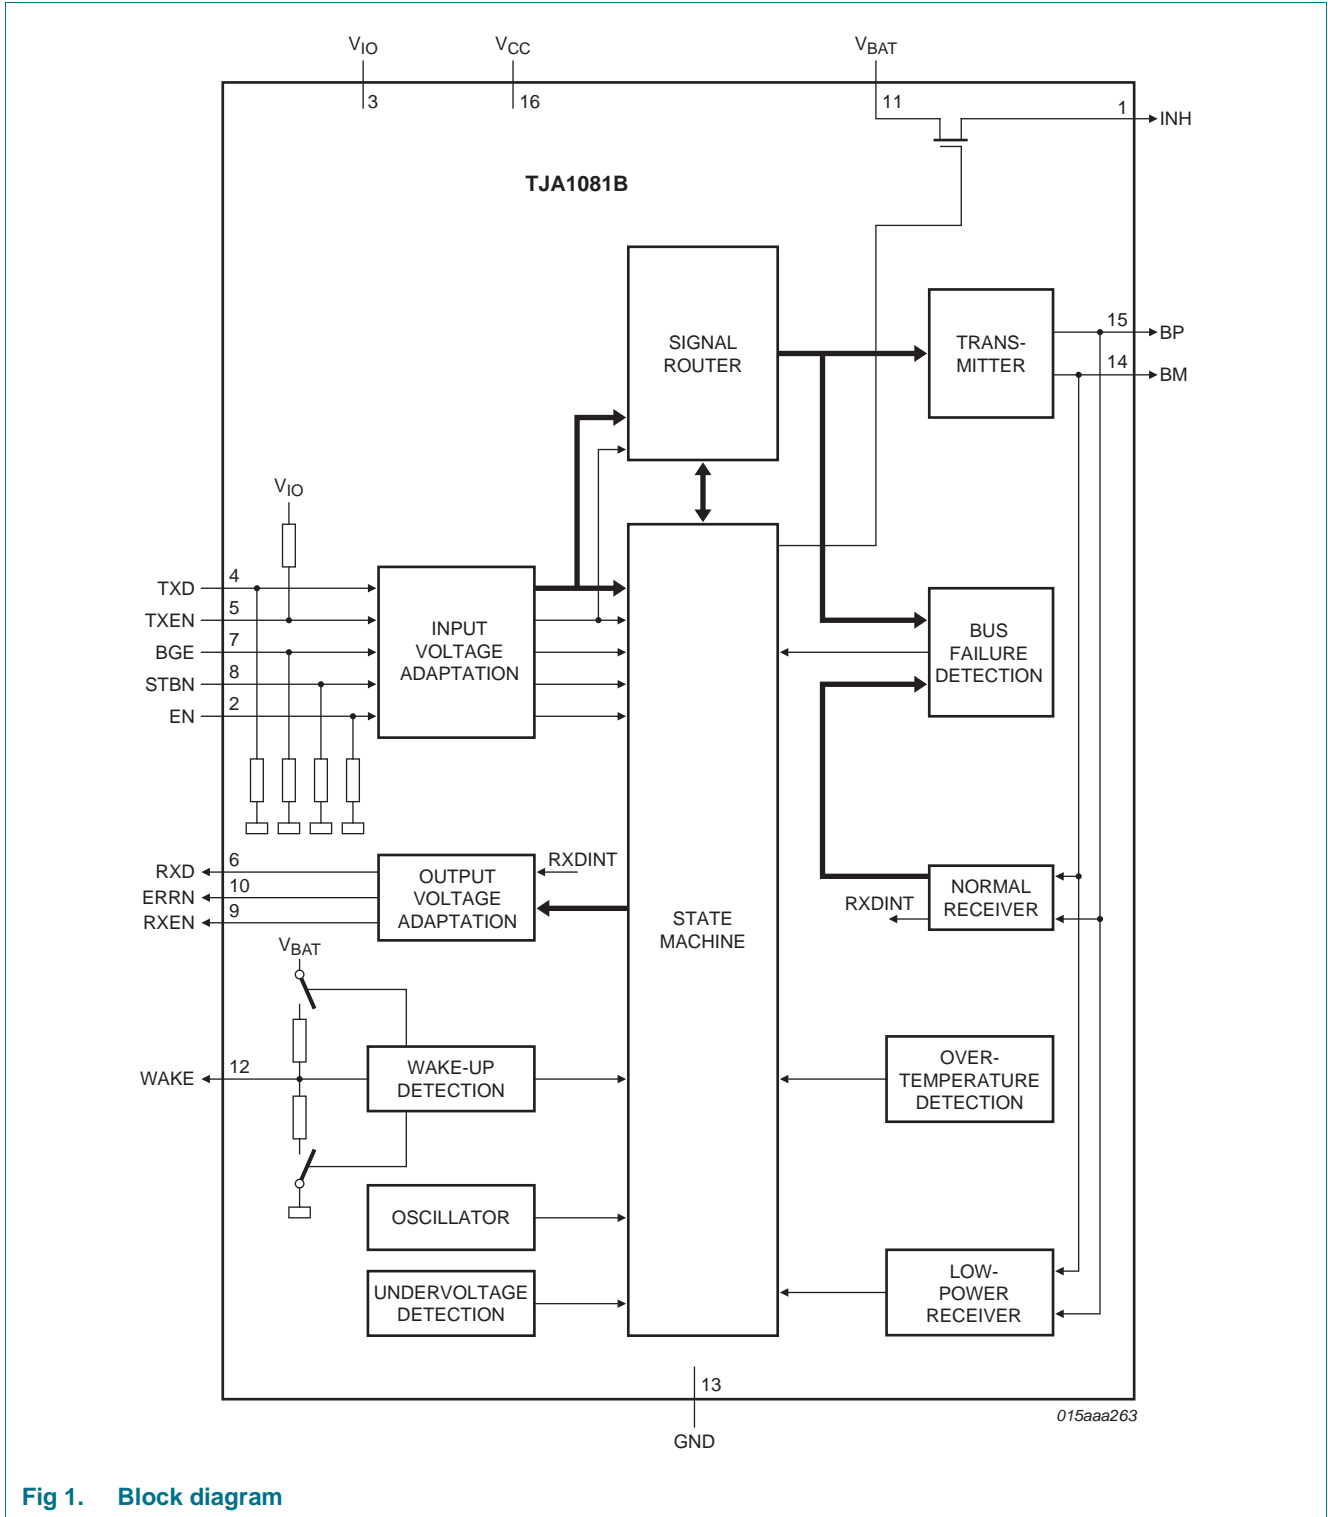 VIO
VCC
VBAT
3
16
11
1
INH
TJA1081B
SIGNAL
ROUTER
TRANS-
MITTER
15
BP
14
BM
VIO
TXD
4
TXEN
5
BGE
7
STBN
8
EN
2
INPUT
VOLTAGE
ADAPTATION
BUS
FAILURE
DETECTION
RXD
6
ERRN
10
RXEN
9
OUTPUT
VOLTAGE
ADAPTATION
RXDINT
STATE
MACHINE
RXDINT
NORMAL
RECEIVER
VBAT
WAKE
12
WAKE-UP
DETECTION
OVER-
TEMPERATURE
DETECTION
OSCILLATOR
UNDERVOLTAGE
DETECTION
LOW-
POWER
RECEIVER
13
GND
015aaa263
Fig 1. Block diagram